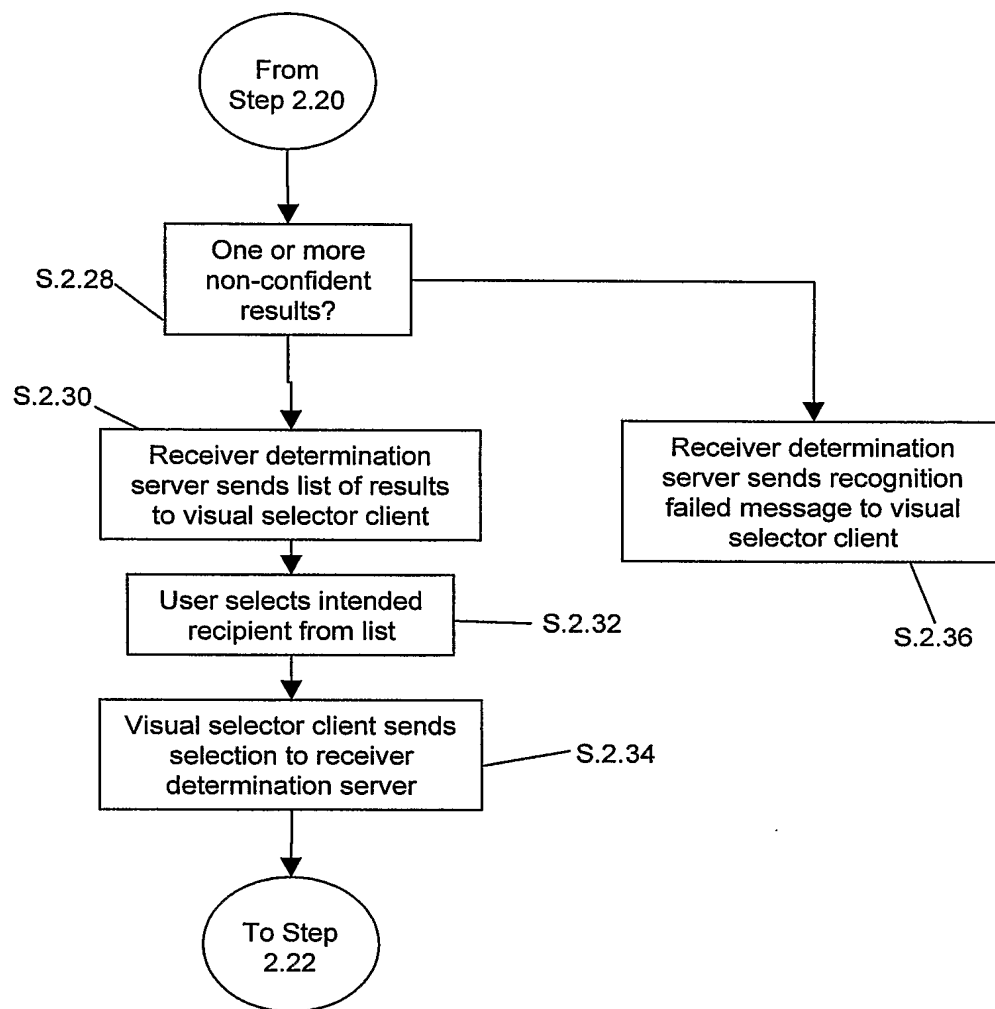 From
Step 2.20
One or more
non-confident
results?
S.2.28
S.2.30
Receiver determination
server sends list of results
to visual selector client
Receiver determination
server sends recognition
failed message to visual
selector client
User selects intended
recipient from list
S.2.32
S.2.36
Visual selector client sends
selection to receiver
determination server
S.2.34
To Step
2.22